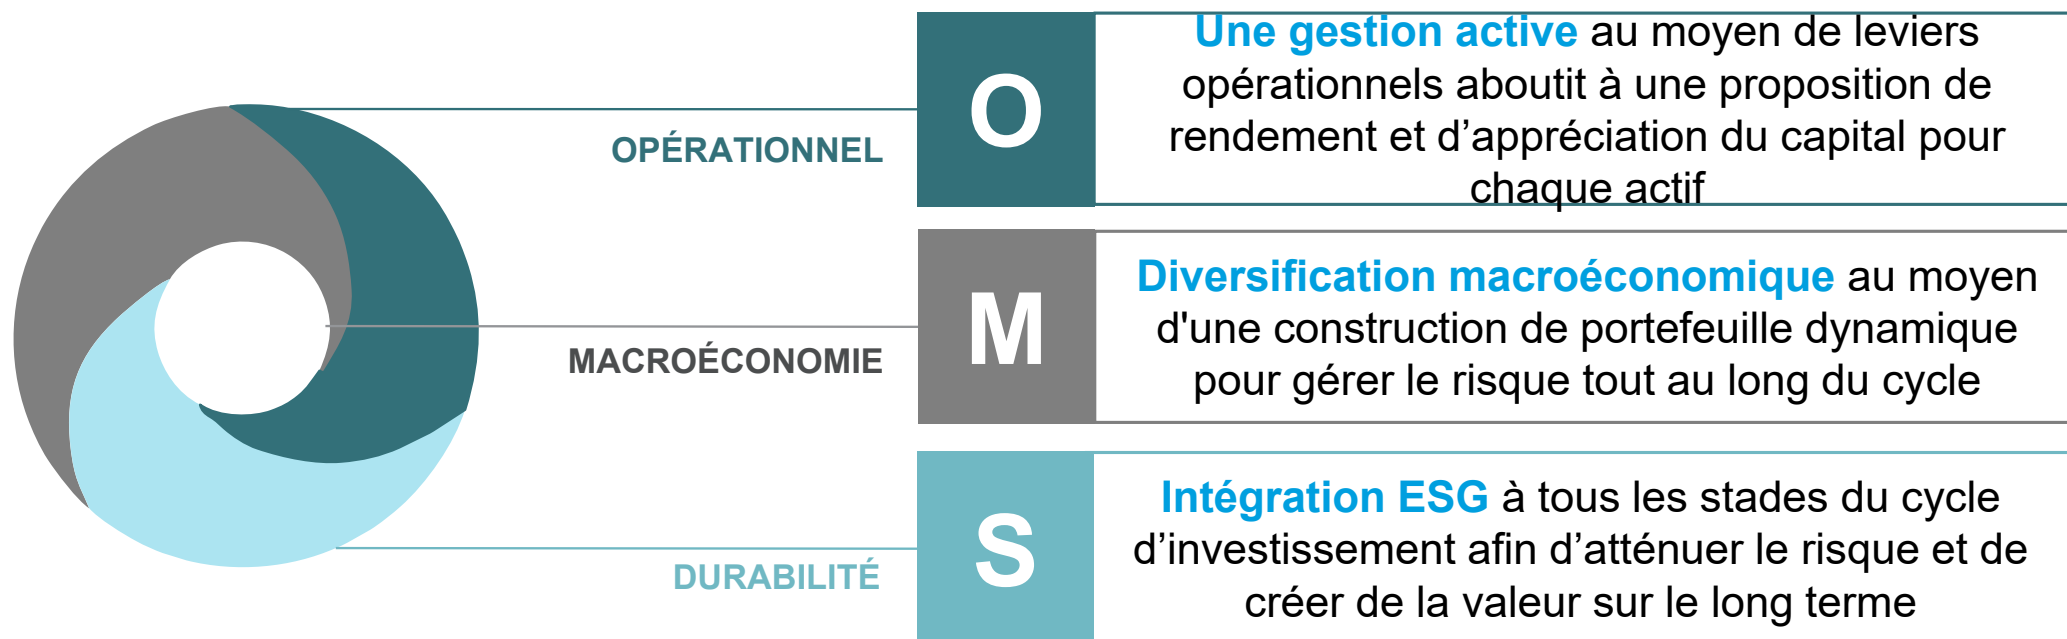 OPÉRATIONNEL
O
Une gestion active au moyen de leviers
opérationnels aboutit à une proposition de
rendement et d’appréciation du capital pour
chaque actif
MACROÉCONOMIE
M
Diversification macroéconomique au moyen
d'une construction de portefeuille dynamique
pour gérer le risque tout au long du cycle
DURABILITÉ
S
Intégration ESG à tous les stades du cycle
d’investissement afin d’atténuer le risque et de
créer de la valeur sur le long terme